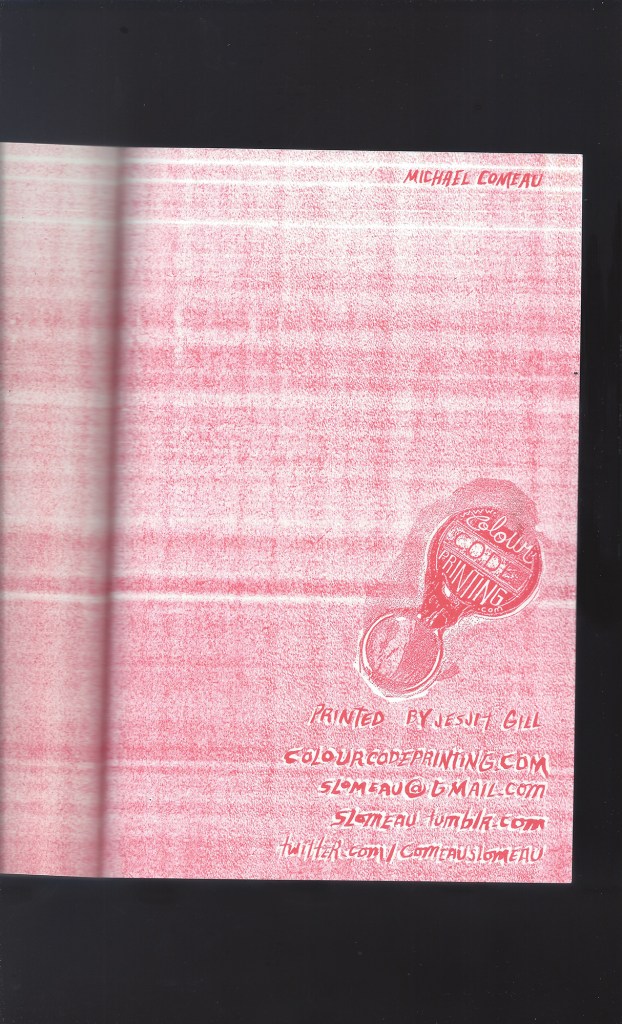 MICHAEL COMEAU
www.
Colour
CODE
PRINTING
.com
PRINTED BY JESJIT GILL
COLOURCODEPRINTING.COM
SLOMEAU@GMAIL.COM
SLOMEAU.tumblr.com
twitter.com/COMEAUSLOMEAU